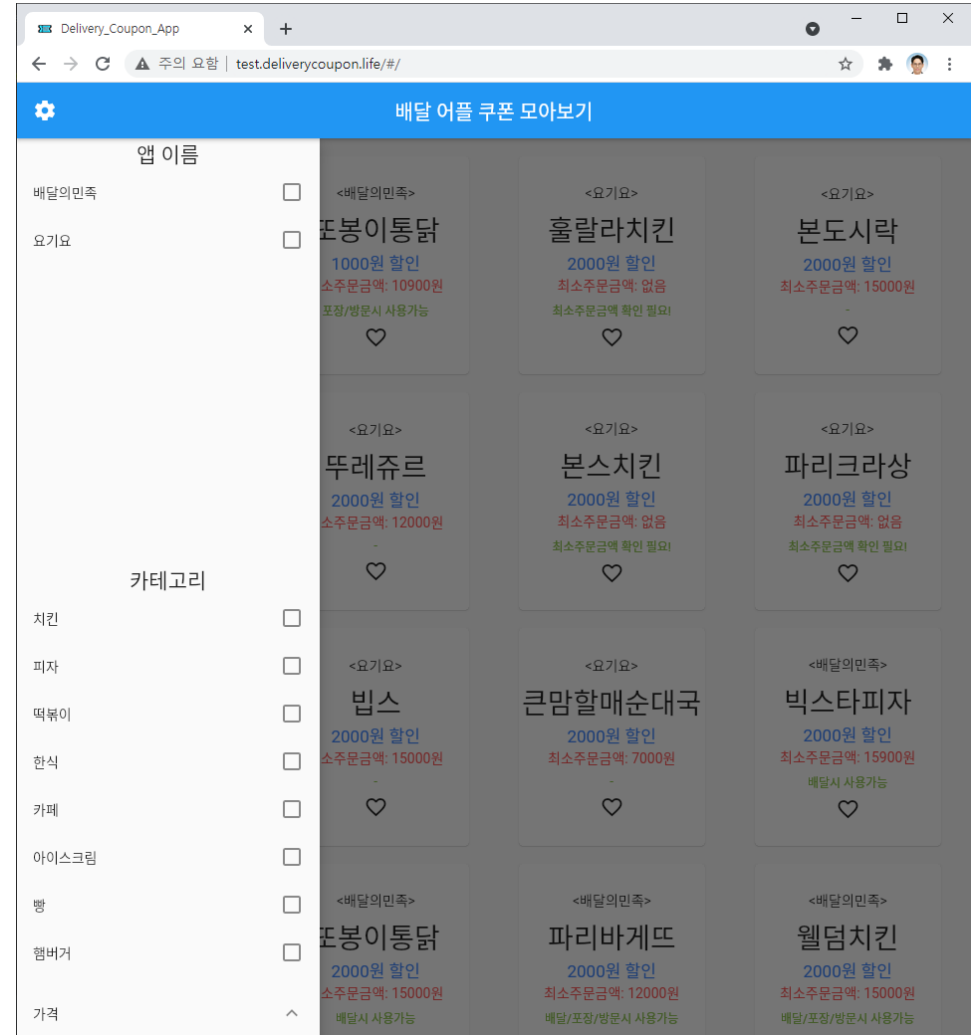 Delivery_Coupon_App
주의 요함 | test.deliverycoupon.life/#/
배달 어플 쿠폰 모아보기
앱 이름
배달의민족
요기요
카테고리
치킨
피자
떡볶이
한식
카페
아이스크림
빵
햄버거
가격
<배달의민족>
또봉이통닭
1000원 할인
소주문금액: 10900원
포장/방문시 사용가능
<요기요>
훌랄라치킨
2000원 할인
최소주문금액: 없음
최소주문금액 확인 필요!
<요기요>
본도시락
2000원 할인
최소주문금액: 15000원
-
<요기요>
뚜레쥬르
2000원 할인
소주문금액: 12000원
-
<요기요>
본스치킨
2000원 할인
최소주문금액: 없음
최소주문금액 확인 필요!
<요기요>
파리크라상
2000원 할인
최소주문금액: 없음
최소주문금액 확인 필요!
<요기요>
빕스
2000원 할인
소주문금액: 15000원
-
<요기요>
큰맘할매순대국
2000원 할인
최소주문금액: 7000원
-
<배달의민족>
빅스타피자
2000원 할인
최소주문금액: 15900원
배달시 사용가능
<배달의민족>
또봉이통닭
2000원 할인
소주문금액: 15000원
배달시 사용가능
<배달의민족>
파리바게뜨
2000원 할인
최소주문금액: 12000원
배달/포장/방문시 사용가능
<배달의민족>
웰덤치킨
2000원 할인
최소주문금액: 15000원
배달/포장/방문시 사용가능